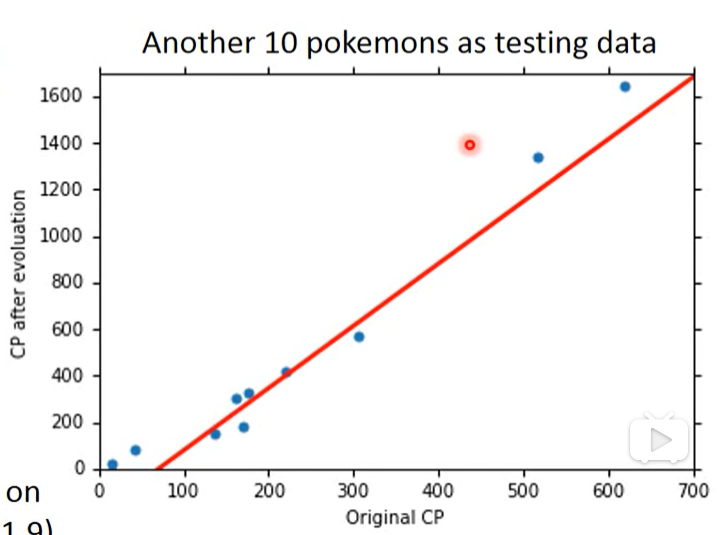 Another 10 pokemons as testing data
1600
1400
1200
1000
800
600
400
200
0
CP after evoluation
0 100 200 300 400 500 600 700
Original CP
on
1.9)